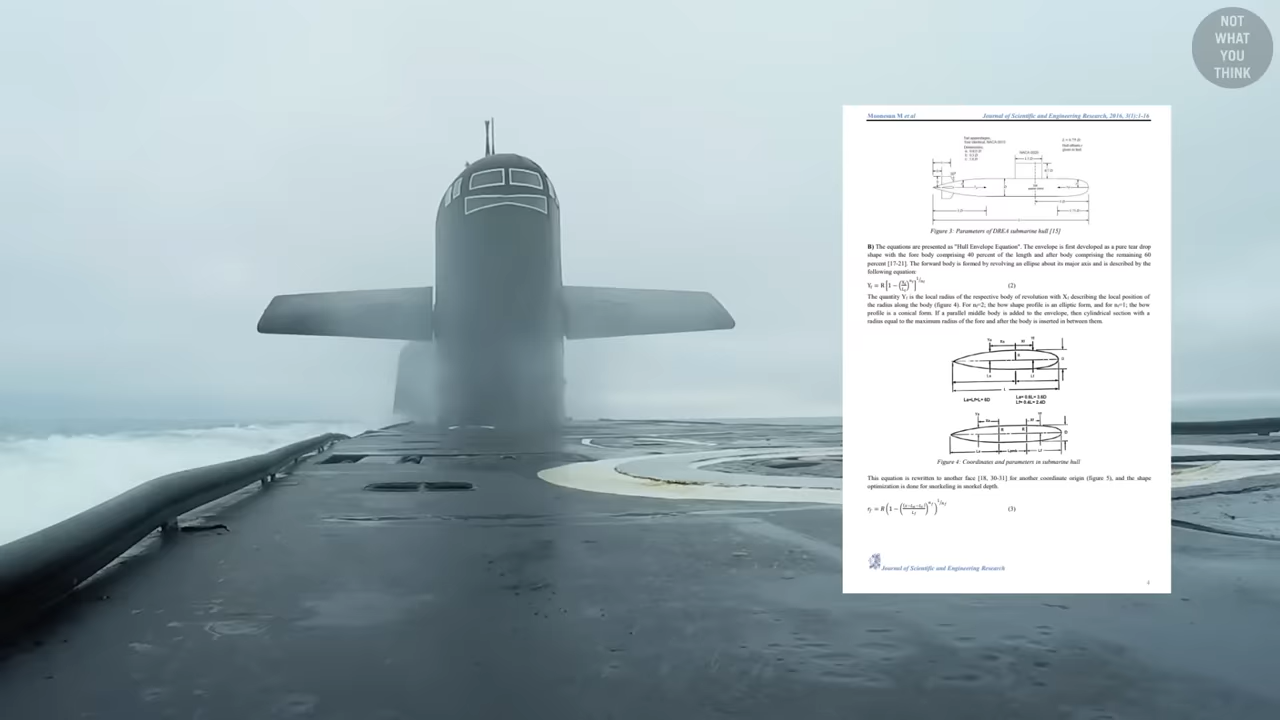 NOT
WHAT
YOU
THINK
Moonesun M et al
Journal of Scientific and Engineering Research, 2016, 3(1):1-16
Figure 3: Parameters of DREA submarine hull [15]
B) The equations are presented as "Hull Envelope Equation". The envelope is first developed as a pure tear drop
shape with the fore body comprising 40 percent of the length and after body comprising the remaining 60
percent [17-21]. The forward body is formed by revolving an ellipse about its major axis and is described by the
following equation:
(2)
The quantity Yf is the local radius of the respective body of revolution with Xf describing the local position of
the radius along the body (figure 4). For nf=2; the bow shape profile is an elliptic form, and for nf=1; the bow
profile is a conical form. If a parallel middle body is added to the envelope, then cylindrical section with a
radius equal to the maximum radius of the fore and after the body is inserted in between them.
Figure 4: Coordinates and parameters in submarine hull
This equation is rewritten to another face [18, 30-31] for another coordinate origin (figure 5), and the shape
optimization is done for snorkeling in snorkel depth.
(3)
Journal of Scientific and Engineering Research
4